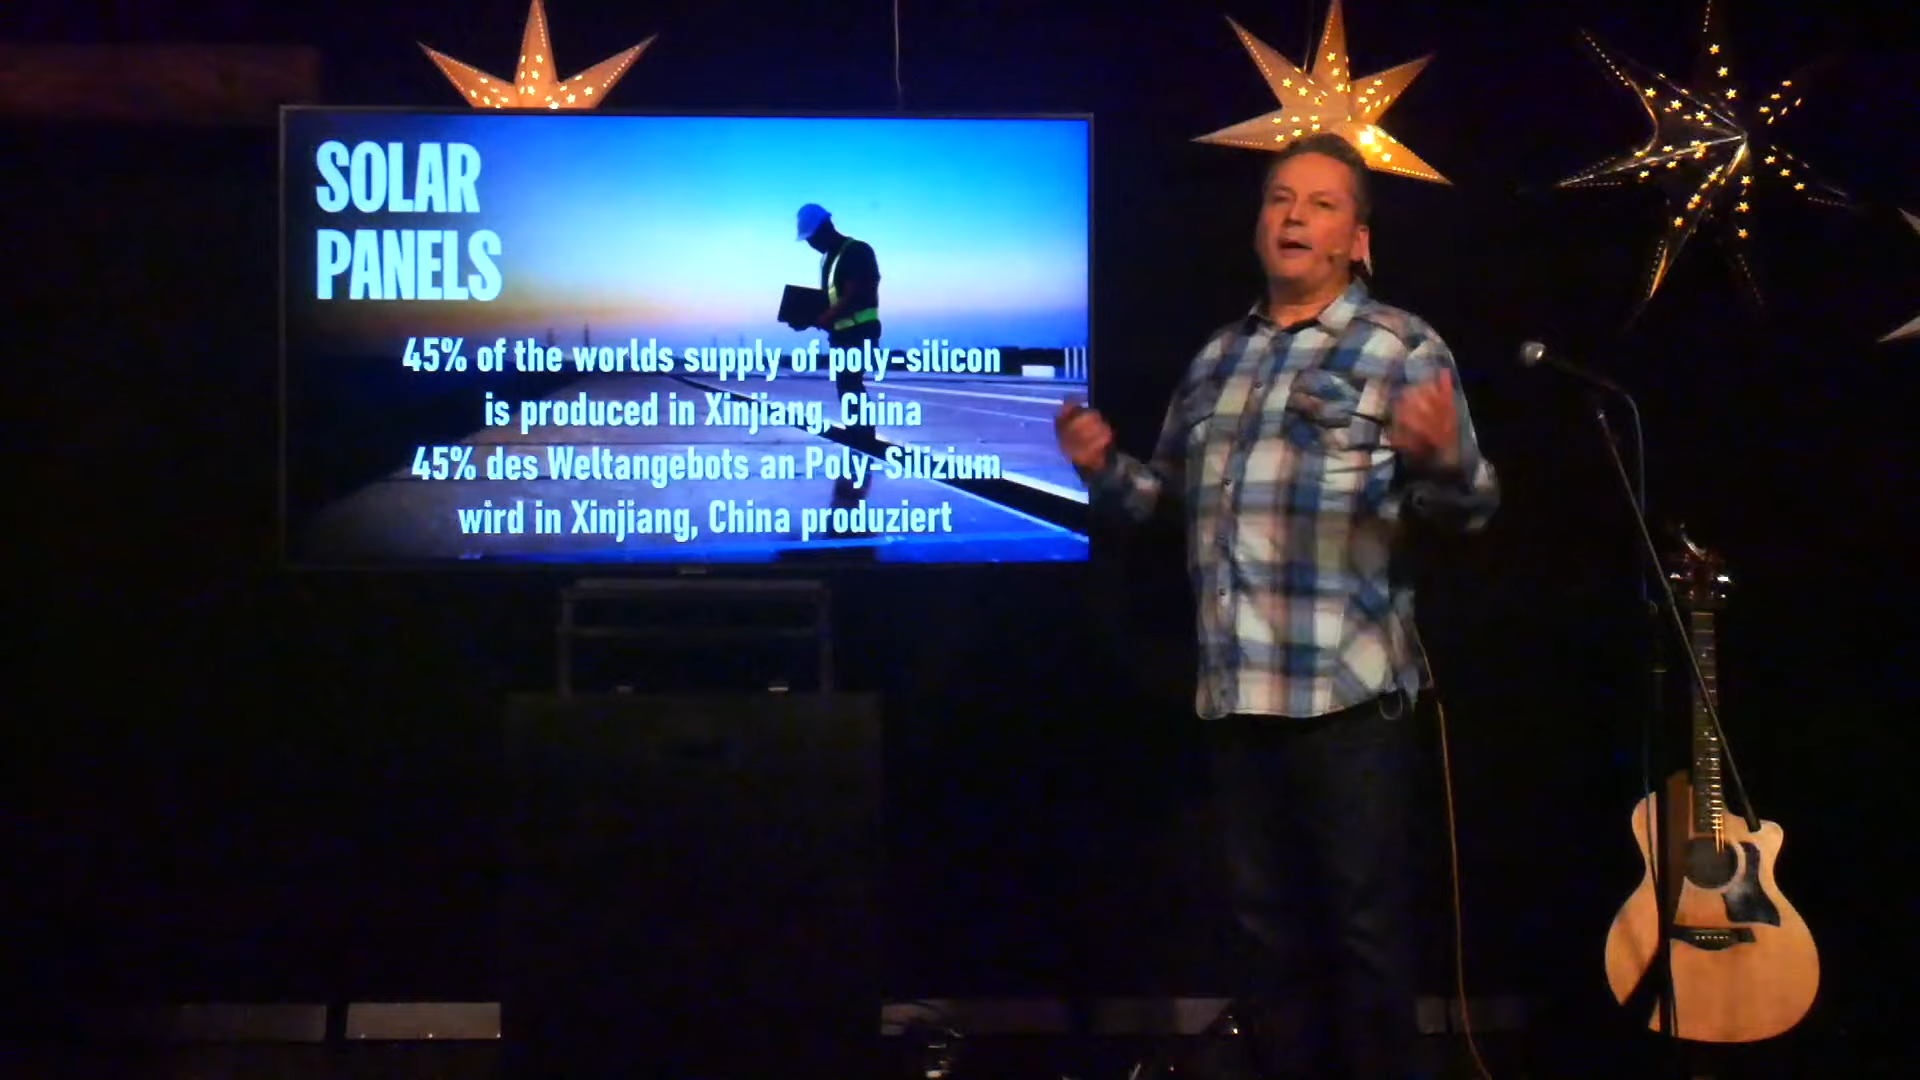 SOLAR
PANELS
45% of the worlds supply of poly-silicon
is produced in Xinjiang, China
45% des Weltangebots an Poly-Silizium
wird in Xinjiang, China produziert